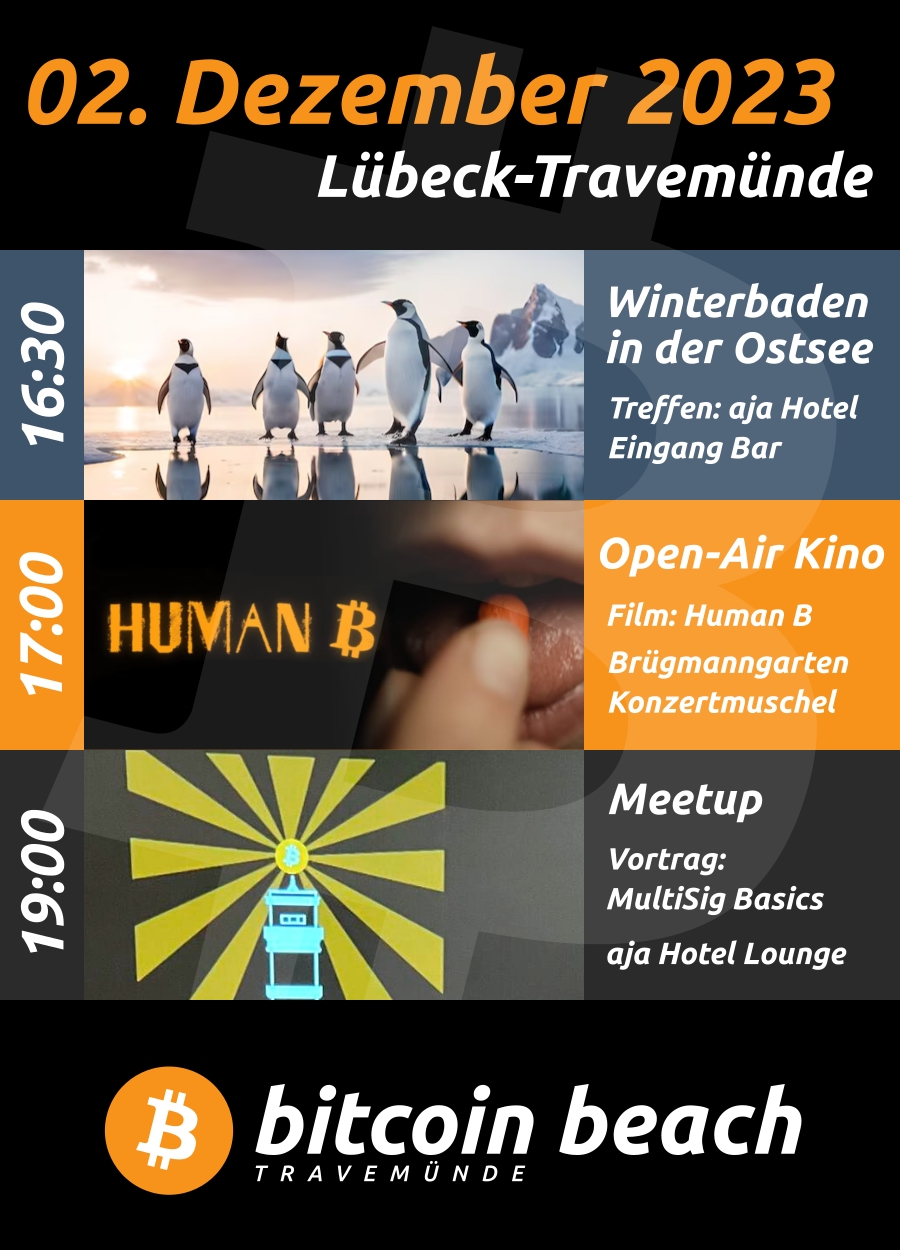 02. Dezember 2023
Lübeck-Travemünde
16:30
Winterbaden
in der Ostsee
Treffen: aja Hotel
Eingang Bar
17:00
HUMAN ₿
Open-Air Kino
Film: Human B
Brügmanngarten
Konzertmuschel
19:00
Meetup
Vortrag:
MultiSig Basics
aja Hotel Lounge
bitcoin beach
TRAVEMÜNDE